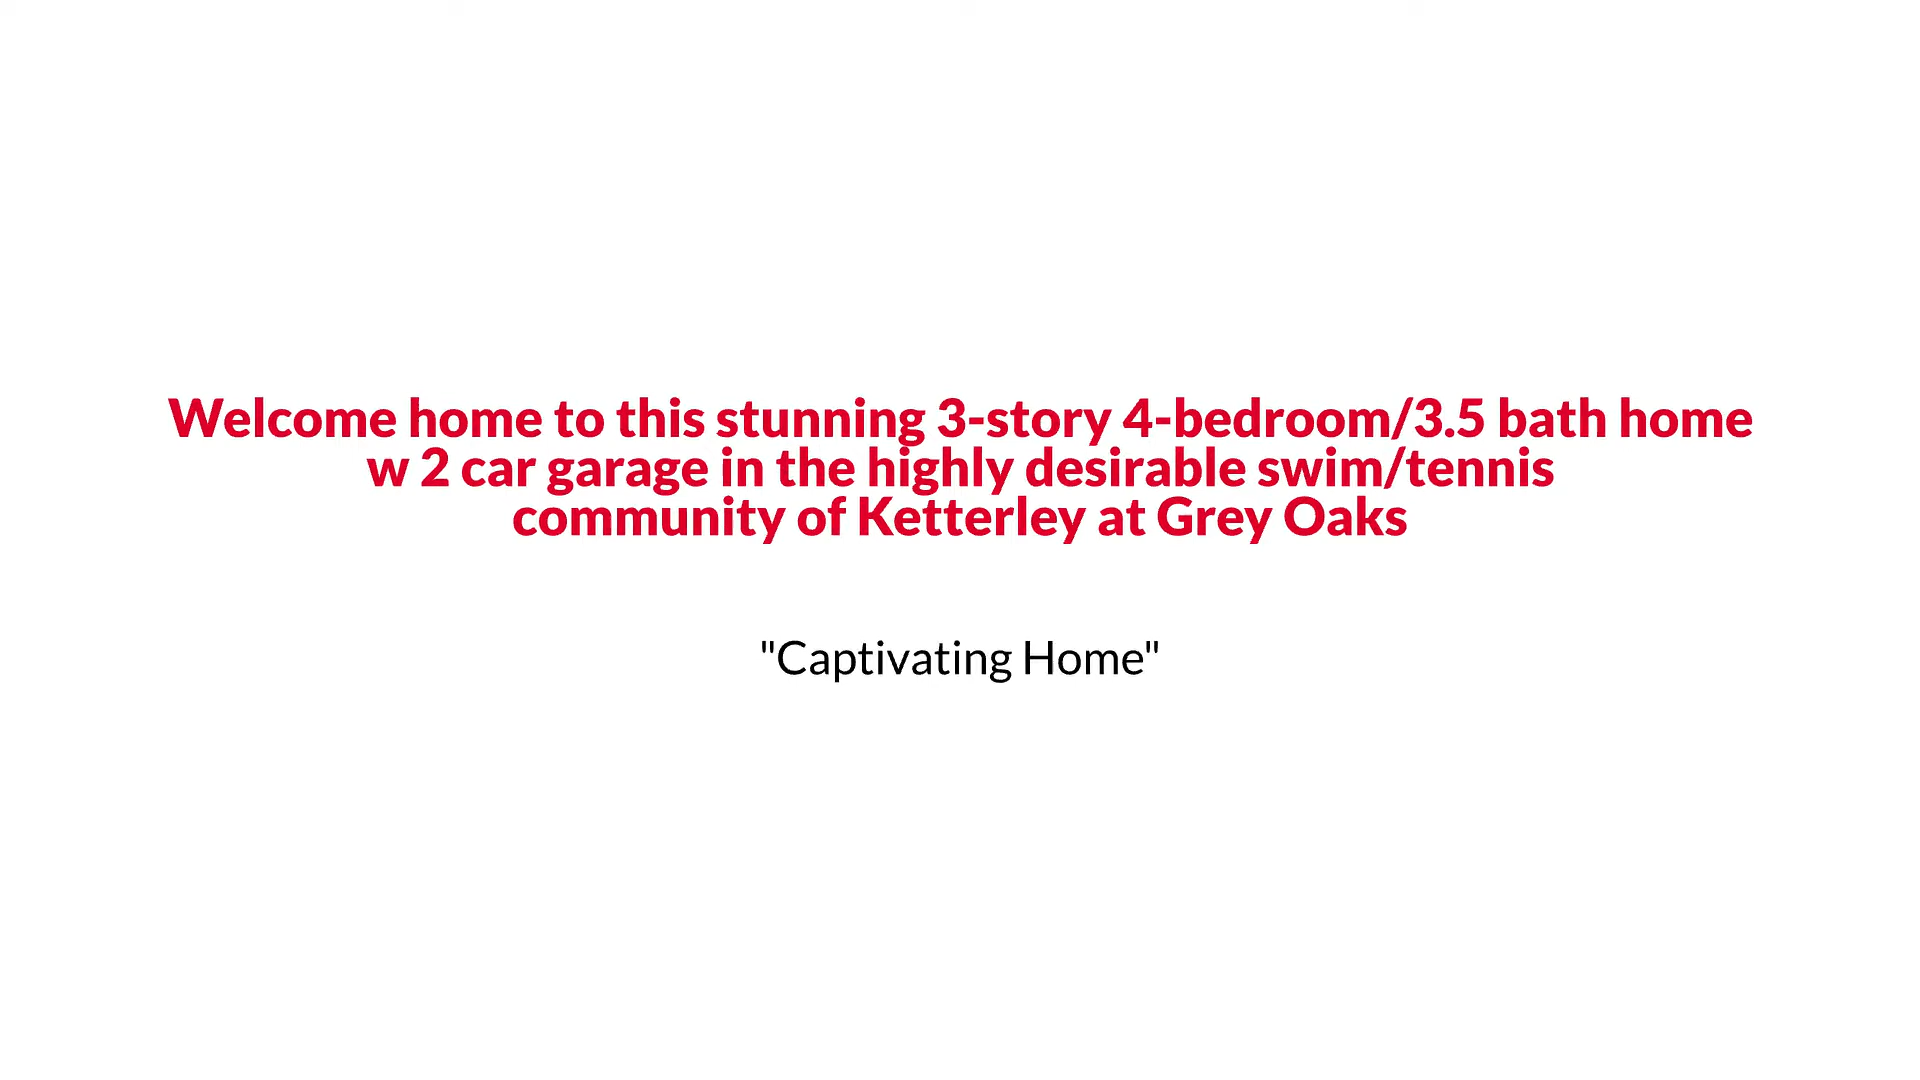 Welcome home to this stunning 3-story 4-bedroom/3.5 bath home
w 2 car garage in the highly desirable swim/tennis
community of Ketterley at Grey Oaks
"Captivating Home"